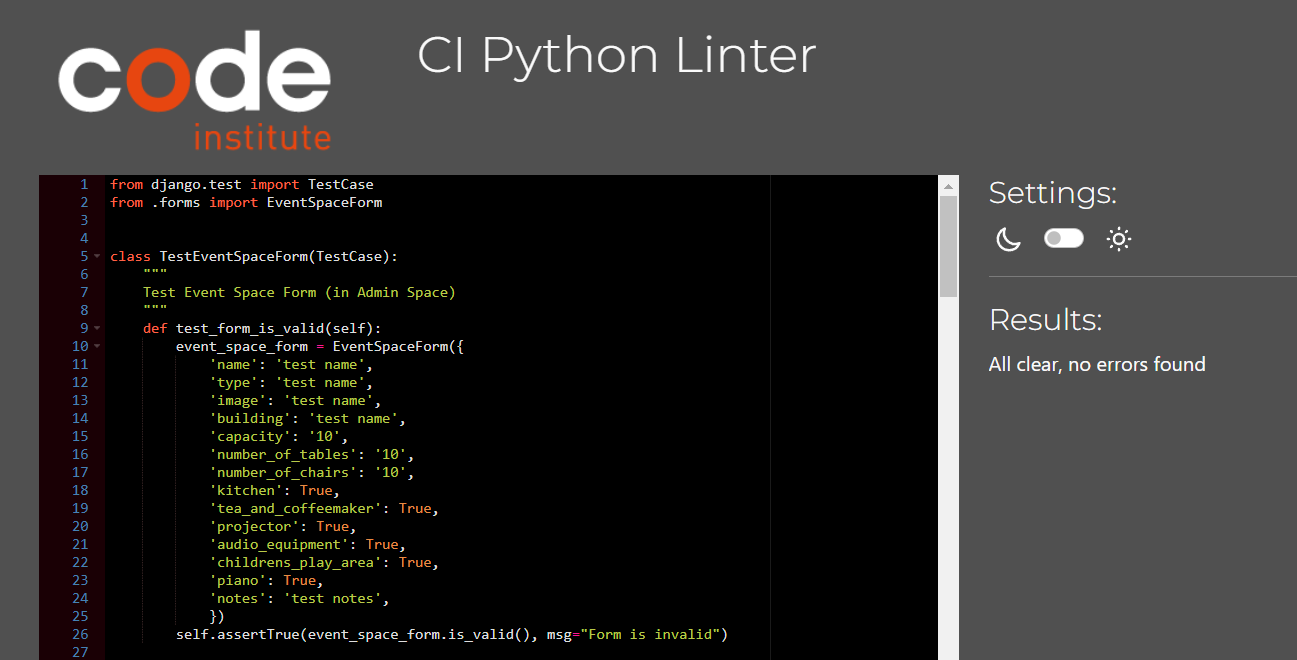 code
institute
CI Python Linter
1 from django.test import TestCase
2 from .forms import EventSpaceForm
3
4
5 class TestEventSpaceForm(TestCase):
6     """
7     Test Event Space Form (in Admin Space)
8     """
9     def test_form_is_valid(self):
10         event_space_form = EventSpaceForm({
11             'name': 'test name',
12             'type': 'test name',
13             'image': 'test name',
14             'building': 'test name',
15             'capacity': '10',
16             'number_of_tables': '10',
17             'number_of_chairs': '10',
18             'kitchen': True,
19             'tea_and_coffeemaker': True,
20             'projector': True,
21             'audio_equipment': True,
22             'childrens_play_area': True,
23             'piano': True,
24             'notes': 'test notes',
25             })
26         self.assertTrue(event_space_form.is_valid(), msg="Form is invalid")
27
Settings:
Results:
All clear, no errors found